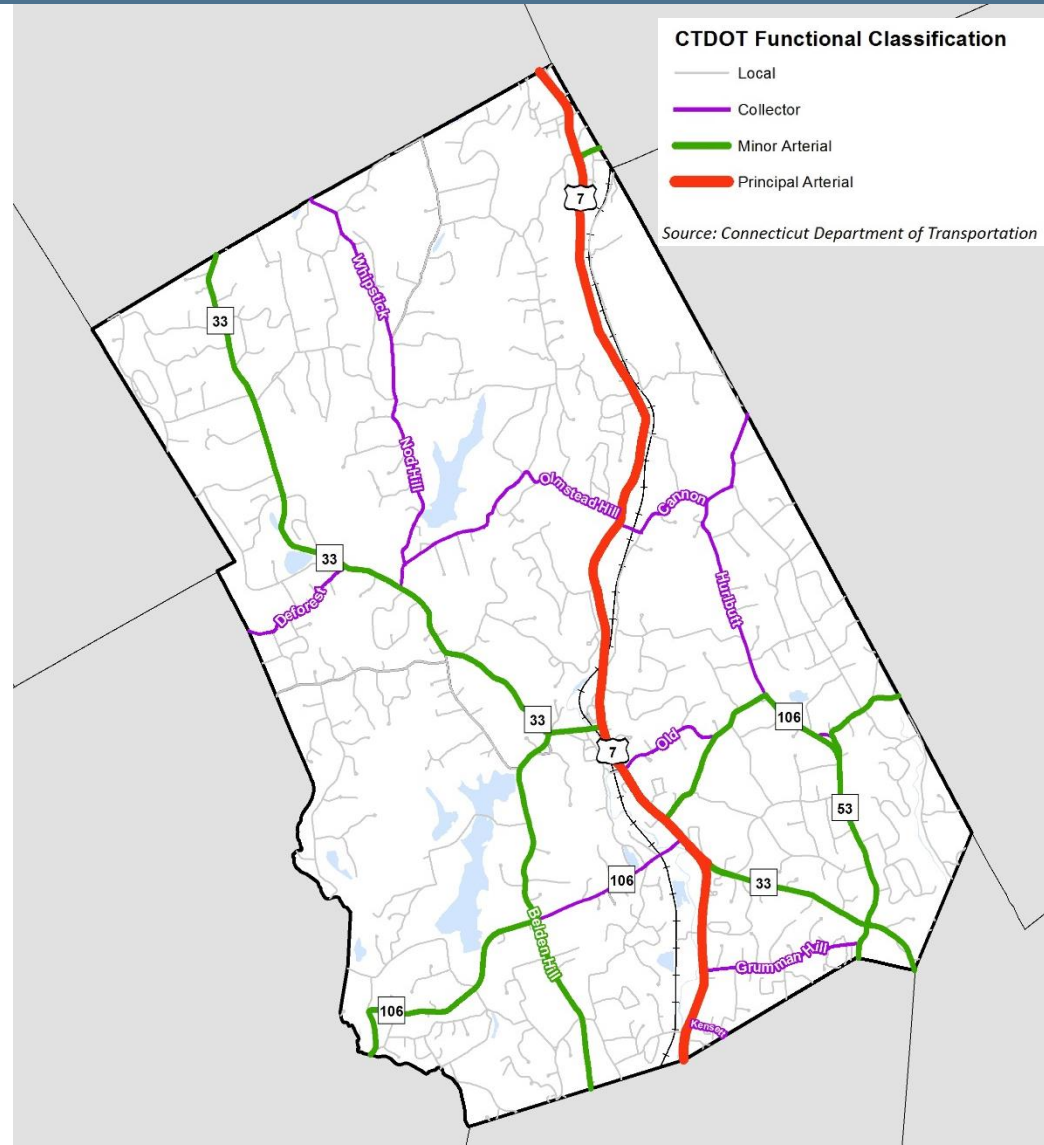 CTDOT Functional Classification
Local
Collector
Minor Arterial
Principal Arterial
Source: Connecticut Department of Transportation
7
Whipstick
33
Nod Hill
Olmstead Hill
Cannon
33
Deforest
Hurlbutt
106
33
Old
7
53
106
33
Belden Hill
Grumman Hill
106
Kensett